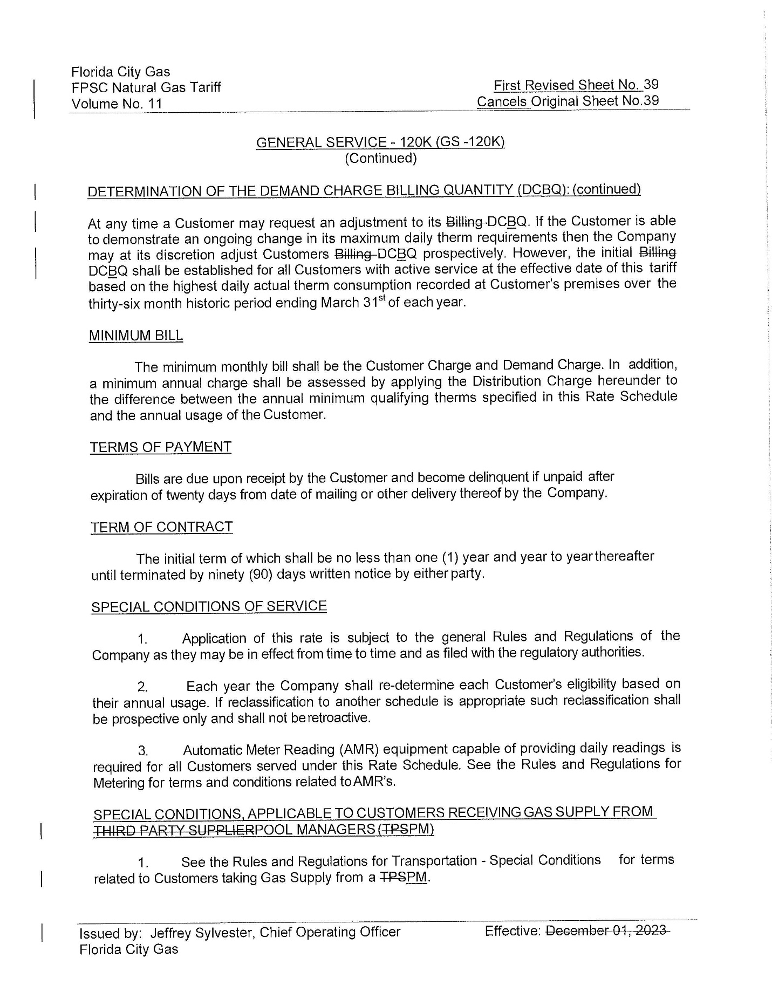 Florida City Gas
FPSC Natural Gas Tariff
Volume No. 11
First Revised Sheet No. 39
Cancels Original Sheet No.39
GENERAL SERVICE - 120K (GS -120K)
(Continued)
DETERMINATION OF THE DEMAND CHARGE BILLING QUANTITY (DCBQ): (continued)
At any time a Customer may request an adjustment to its Billing DCBQ. If the Customer is able
to demonstrate an ongoing change in its maximum daily therm requirements then the Company
may at its discretion adjust Customers Billing DCBQ prospectively. However, the initial Billing
DCBQ shall be established for all Customers with active service at the effective date of this tariff
based on the highest daily actual therm consumption recorded at Customer's premises over the
thirty-six month historic period ending March 31st of each year.
MINIMUM BILL
The minimum monthly bill shall be the Customer Charge and Demand Charge. In addition,
a minimum annual charge shall be assessed by applying the Distribution Charge hereunder to
the difference between the annual minimum qualifying therms specified in this Rate Schedule
and the annual usage of the Customer.
TERMS OF PAYMENT
Bills are due upon receipt by the Customer and become delinquent if unpaid after
expiration of twenty days from date of mailing or other delivery thereof by the Company.
TERM OF CONTRACT
The initial term of which shall be no less than one (1) year and year to year thereafter
until terminated by ninety (90) days written notice by either party.
SPECIAL CONDITIONS OF SERVICE
1. Application of this rate is subject to the general Rules and Regulations of the
Company as they may be in effect from time to time and as filed with the regulatory authorities.
2. Each year the Company shall re-determine each Customer's eligibility based on
their annual usage. If reclassification to another schedule is appropriate such reclassification shall
be prospective only and shall not be retroactive.
3. Automatic Meter Reading (AMR) equipment capable of providing daily readings is
required for all Customers served under this Rate Schedule. See the Rules and Regulations for
Metering for terms and conditions related to AMR's.
SPECIAL CONDITIONS, APPLICABLE TO CUSTOMERS RECEIVING GAS SUPPLY FROM
THIRD PARTY SUPPLIERPOOL MANAGERS (TPSPM)
1. See the Rules and Regulations for Transportation - Special Conditions for terms
related to Customers taking Gas Supply from a TPSPM.
Issued by: Jeffrey Sylvester, Chief Operating Officer
Florida City Gas
Effective: December 01, 2023